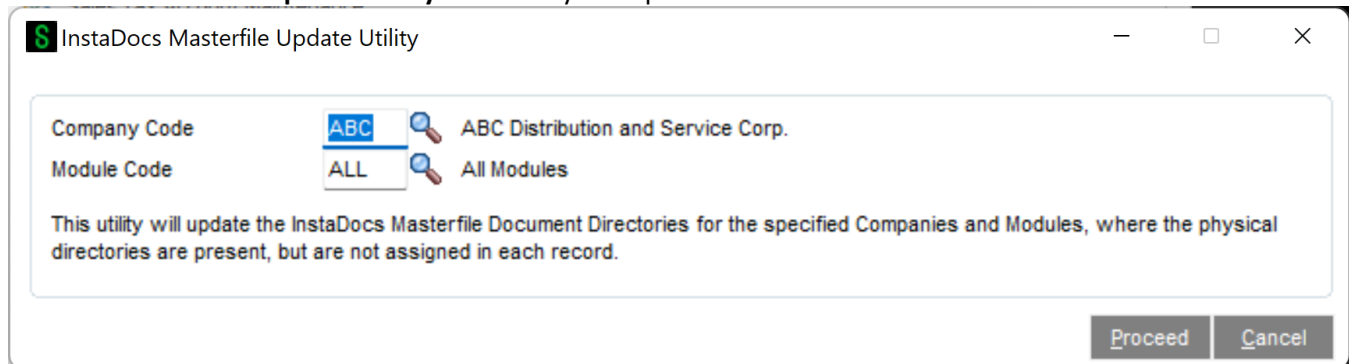 InstaDocs Masterfile Update Utility
Company Code ABC ABC Distribution and Service Corp.
Module Code ALL All Modules
This utility will update the InstaDocs Masterfile Document Directories for the specified Companies and Modules, where the physical
directories are present, but are not assigned in each record.
Proceed Cancel